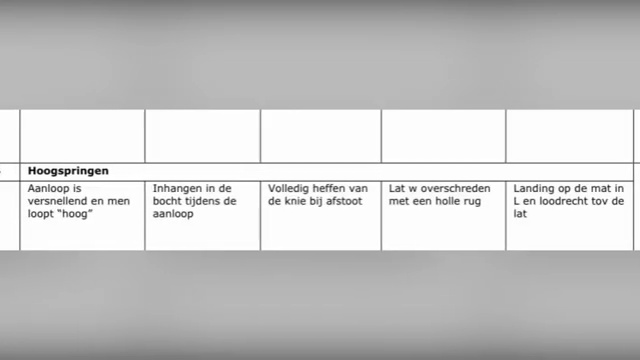 Hoogspringen
Aanloop is
versnellend en men
loopt “hoog”
Inhangen in de
bocht tijdens de
aanloop
Volledig heffen van
de knie bij afstoot
Lat w overschreden
met een holle rug
Landing op de mat in
L en loodrecht tov de
lat